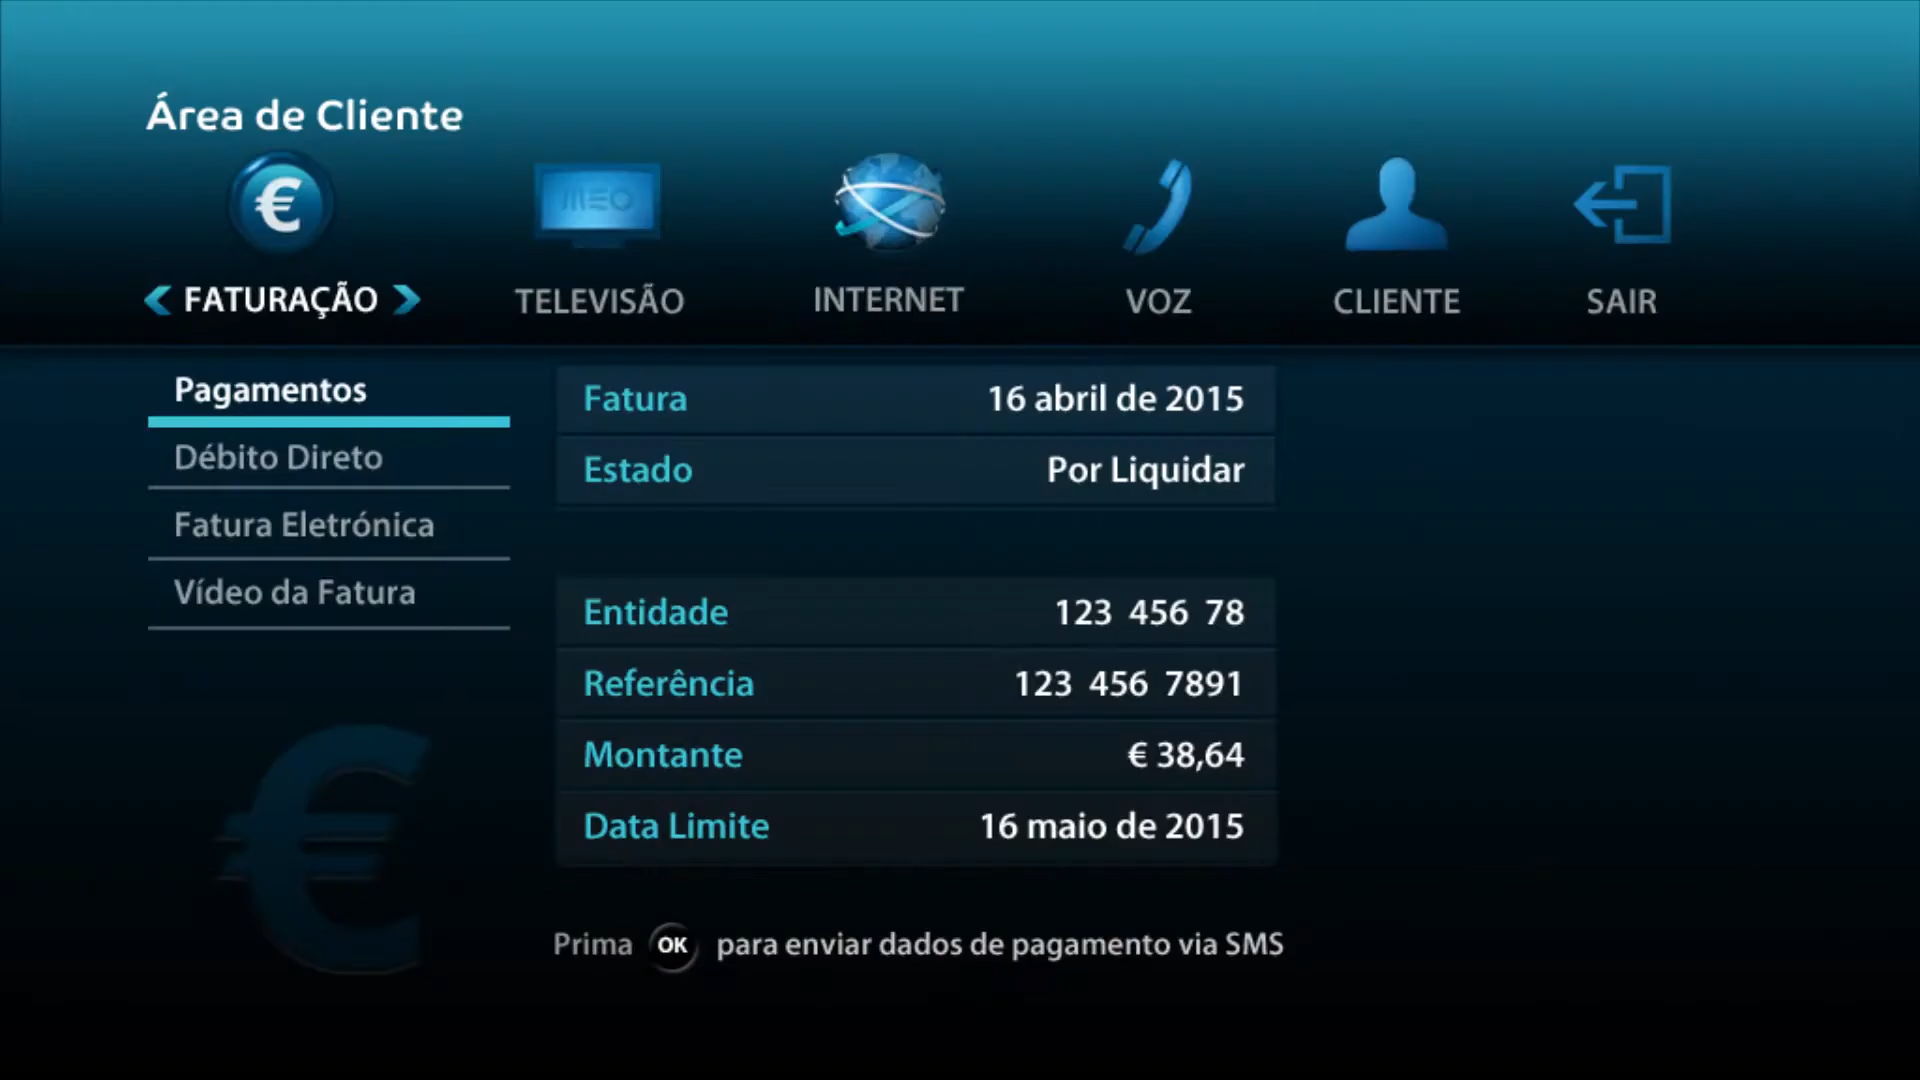 Área de Cliente
€
MEO
FATURAÇÃO TELEVISÃO INTERNET VOZ CLIENTE SAIR
Pagamentos
Débito Direto
Fatura Eletrónica
Vídeo da Fatura
€
Fatura 16 abril de 2015
Estado Por Liquidar
Entidade 123 456 78
Referência 123 456 7891
Montante € 38,64
Data Limite 16 maio de 2015
Prima OK para enviar dados de pagamento via SMS